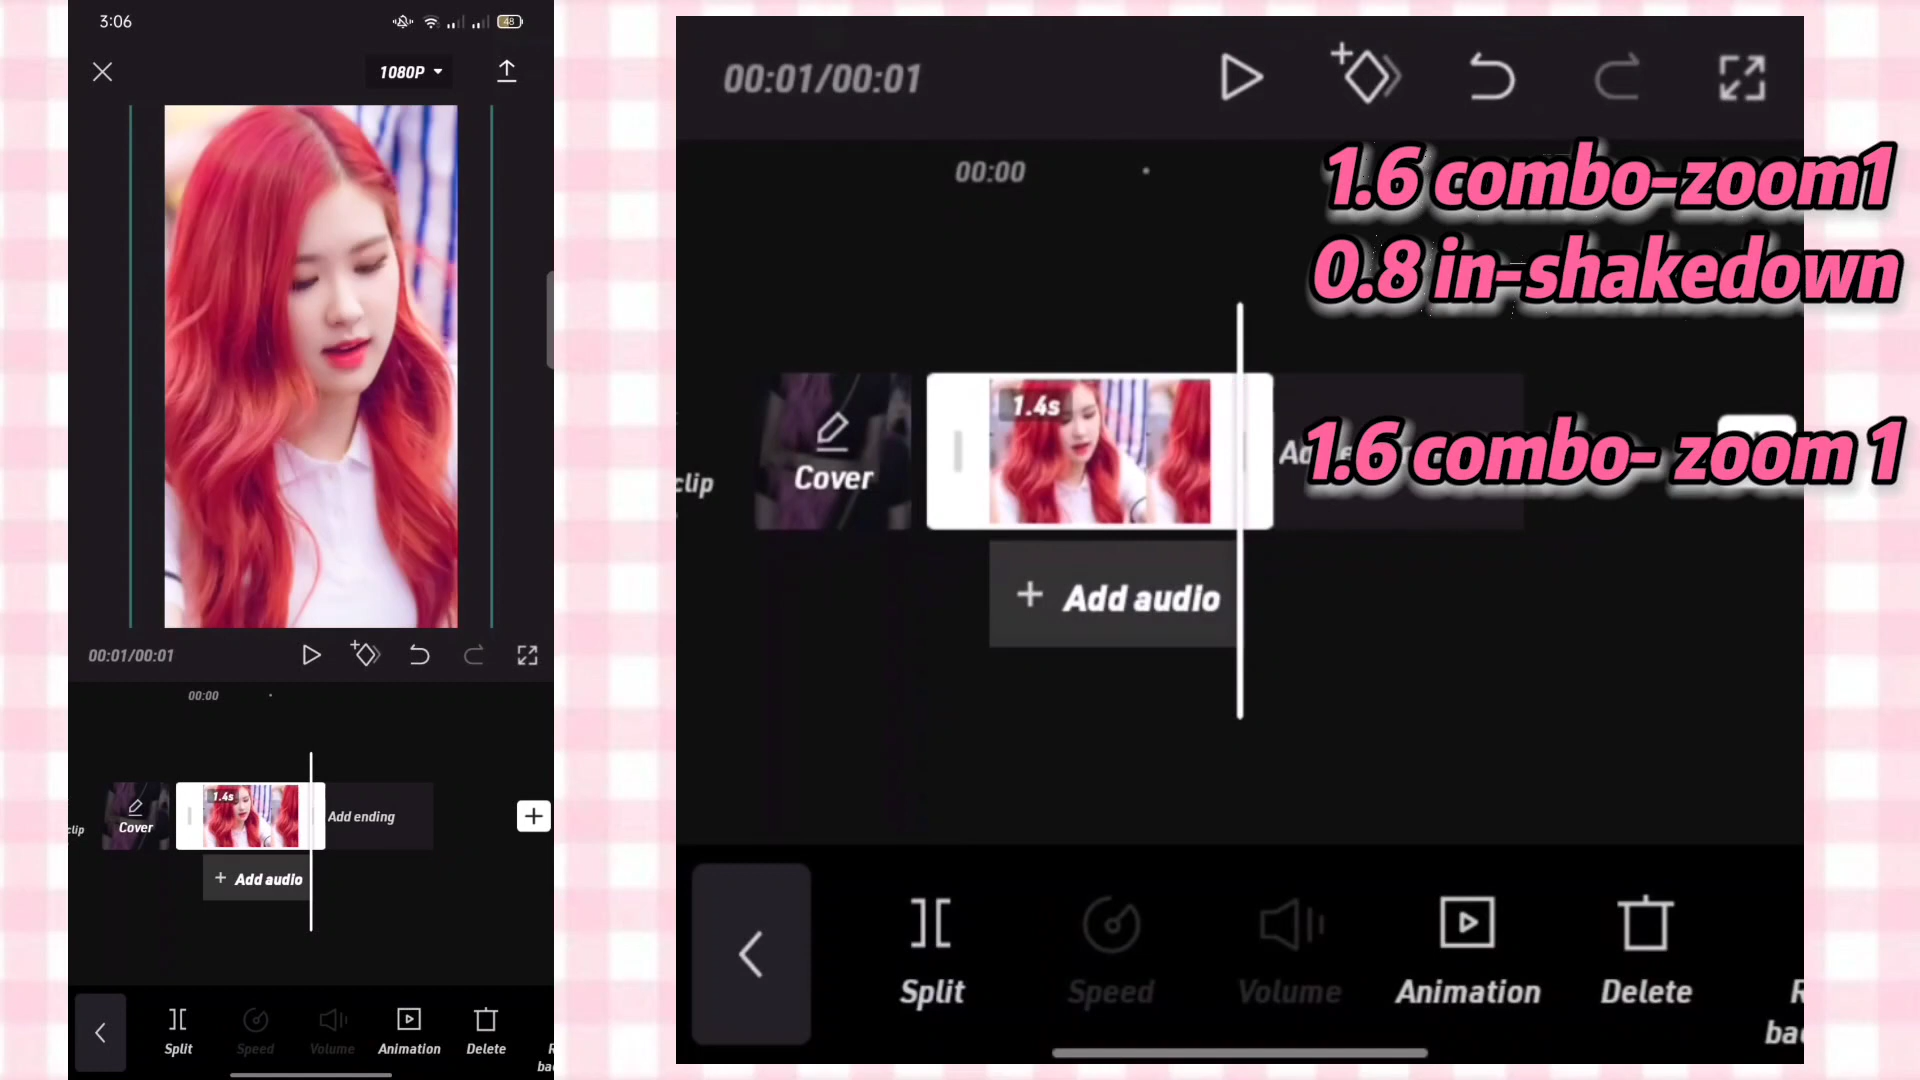 3:06
48
1080P
00:01/00:01
00:00
1.4s
clip
Cover
Add ending
+ Add audio
Split
Speed
Volume
Animation
Delete
00:01/00:01
00:00
1.6 combo-zoom1
0.8 in-shakedown
1.4s
clip
Cover
1.6 combo- zoom 1
+ Add audio
Split
Speed
Volume
Animation
Delete